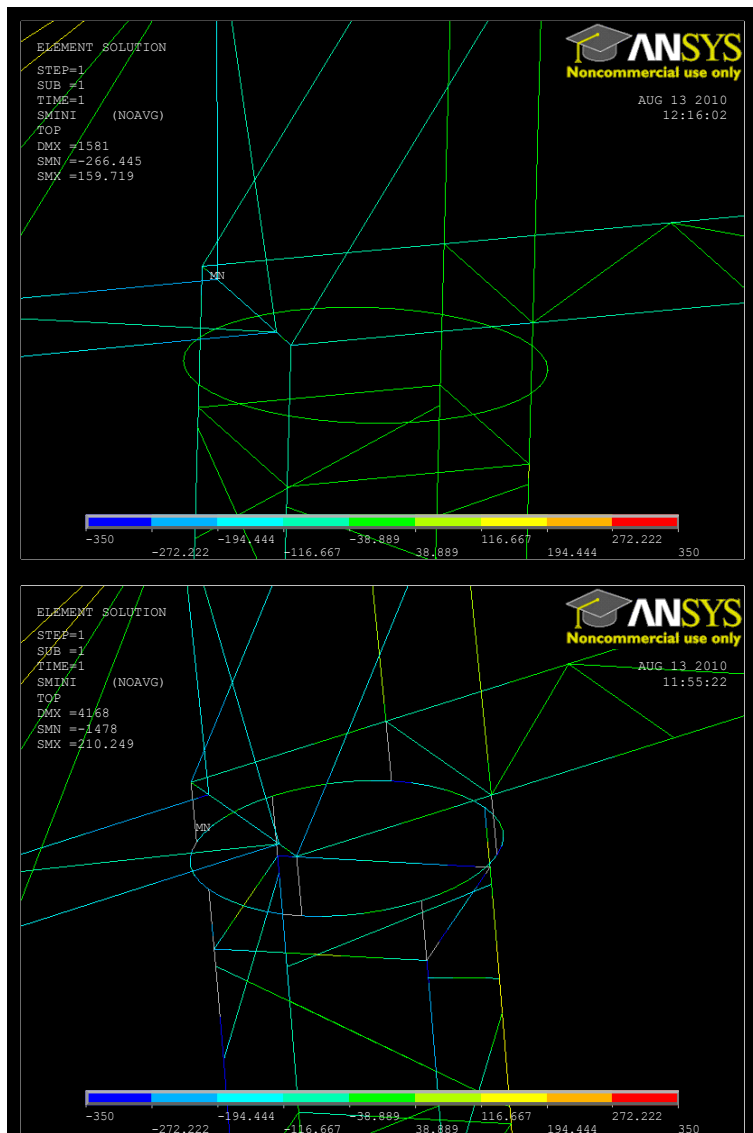 ELEMENT SOLUTION
STEP=1
SUB =1
TIME=1
SMINI (NOAVG)
TOP
DMX =1581
SMN =-266.445
SMX =159.719
ANSYS
Noncommercial use only
AUG 13 2010
12:16:02
MN
-350 -194.444 -38.889 116.667 272.222
-272.222 -116.667 38.889 194.444 350
ELEMENT SOLUTION
STEP=1
SUB =1
TIME=1
SMINI (NOAVG)
TOP
DMX =4168
SMN =-1478
SMX =210.249
ANSYS
Noncommercial use only
AUG 13 2010
11:55:22
MN
-350 -194.444 -38.889 116.667 272.222
-272.222 -116.667 38.889 194.444 350